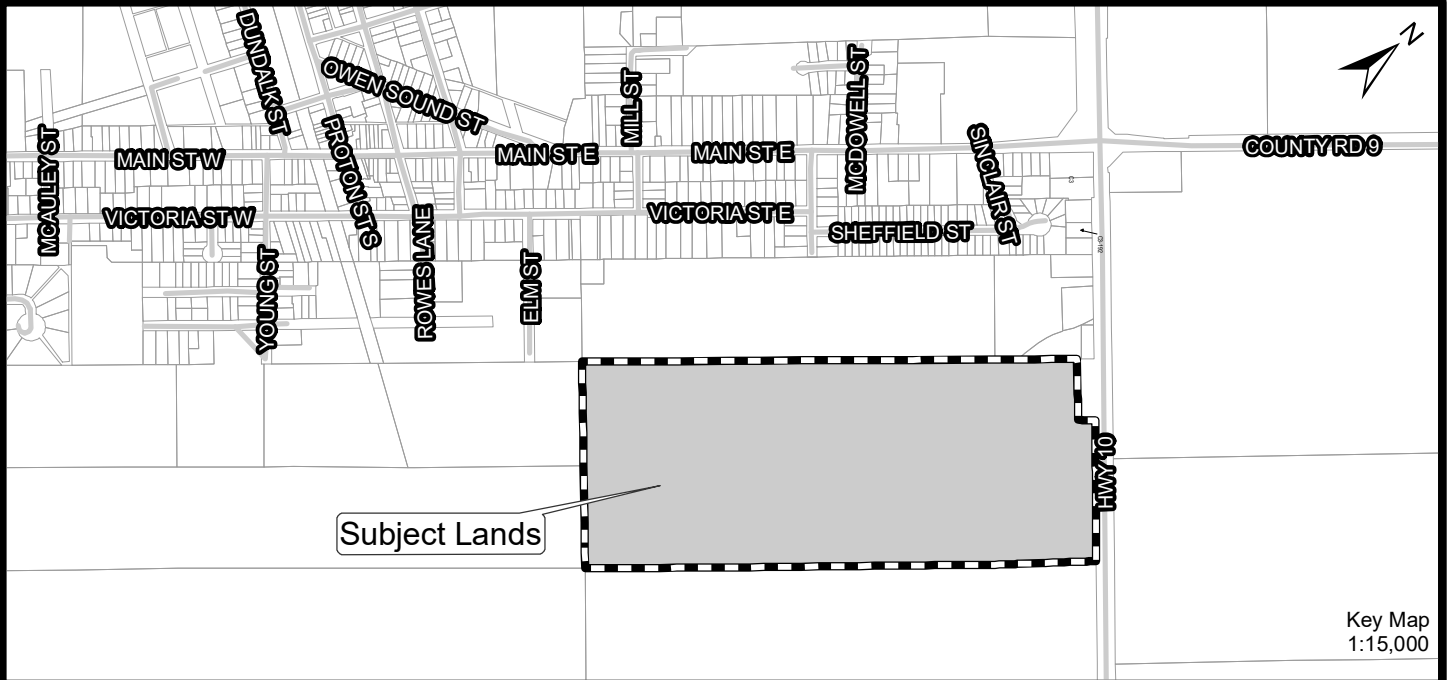 N
DUNDALK ST
OWEN SOUND ST
MILL ST
MCDOWELL ST
MCAULEY ST
MAIN ST W
PROTON ST S
MAIN ST E
MAIN ST E
SINCLAIR ST
COUNTY RD 9
C3
VICTORIA ST W
VICTORIA ST E
SHEFFIELD ST
YOUNG ST
ROWES LANE
ELM ST
HWY 10
Subject Lands
Key Map
1:15,000